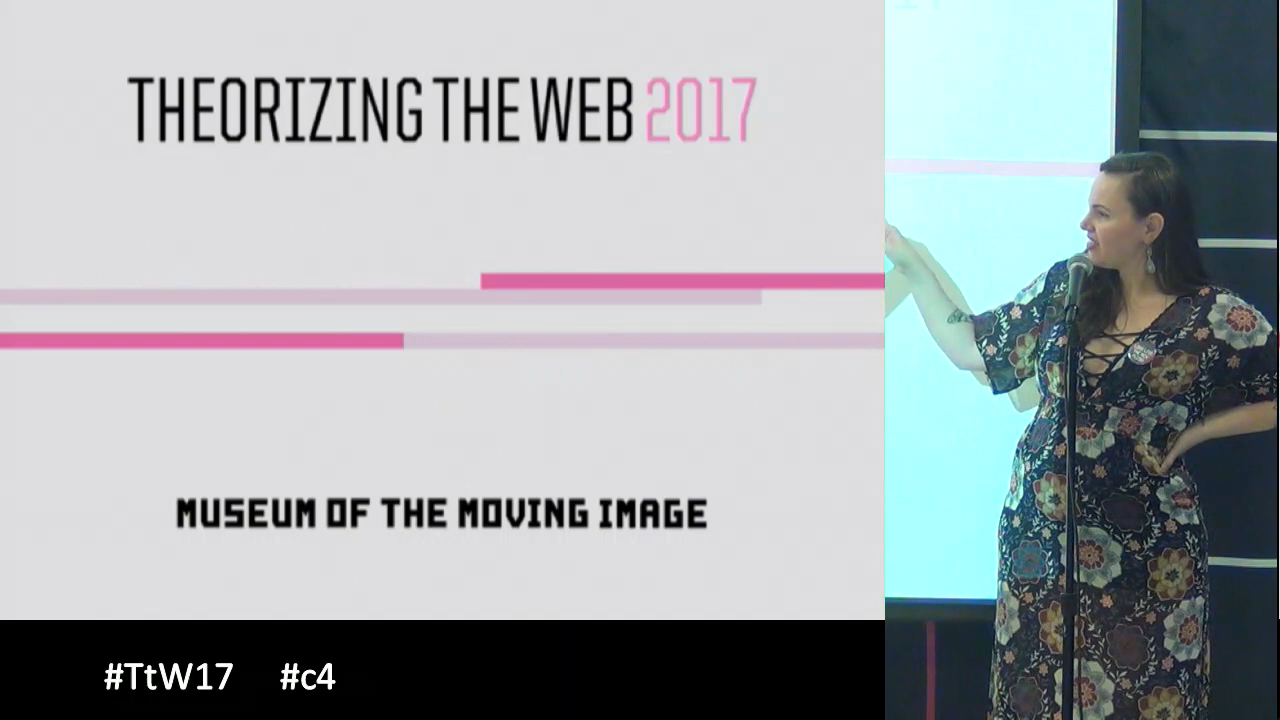 THEORIZING THE WEB 2017
MUSEUM OF THE MOVING IMAGE
#TtW17 #c4